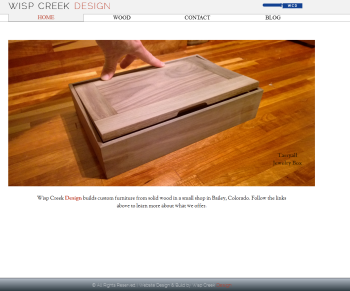 WISP CREEK DESIGN
WCD
HOME WOOD CONTACT BLOG
Jewelry Box
Wisp Creek Design builds custom furniture from solid wood in a small shop in Bailey, Colorado. Follow the links
above to learn more about what we offer.
© All Rights Reserved. Website Design & Build by Wisp Creek